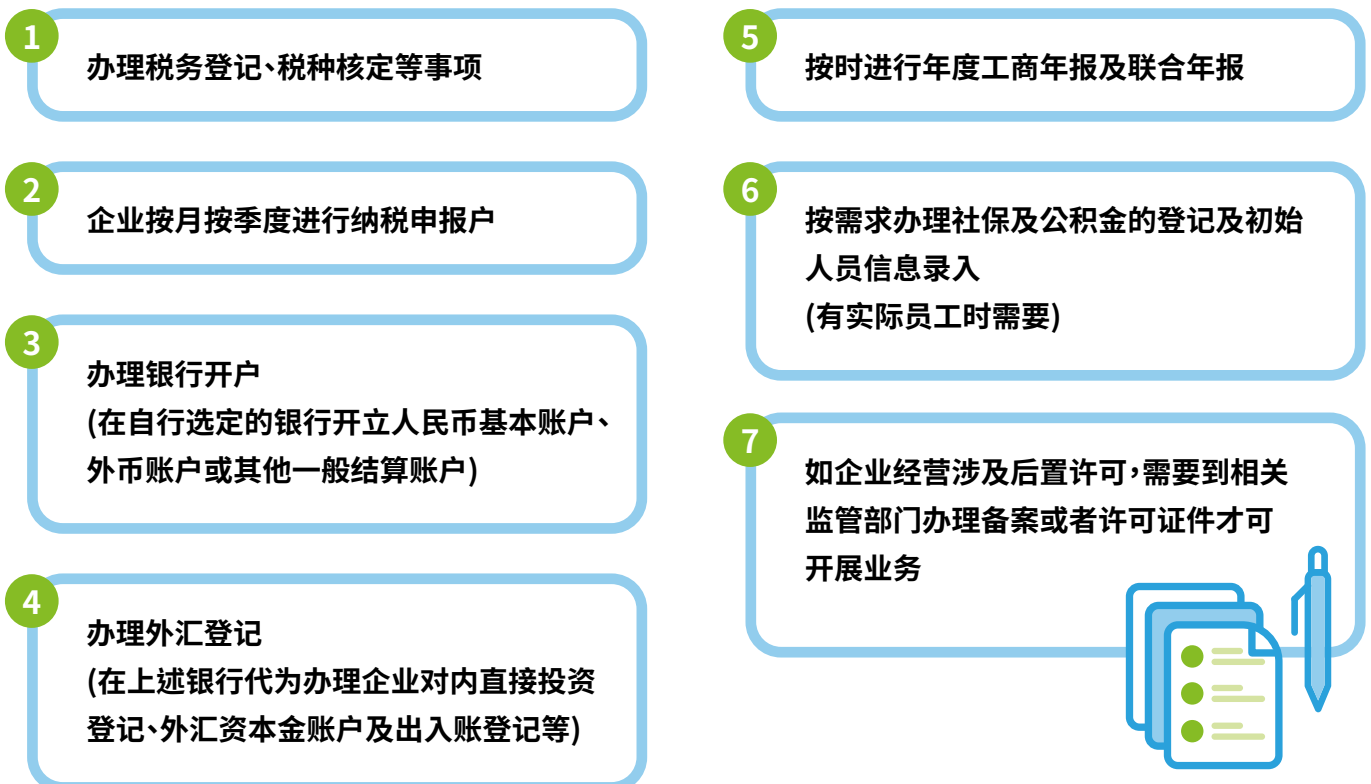 1
办理税务登记、税种核定等事项
2
企业按月按季度进行纳税申报户
3
办理银行开户
(在自行选定的银行开立人民币基本账户、
外币账户或其他一般结算账户)
4
办理外汇登记
(在上述银行代为办理企业对内直接投资
登记、外汇资本金账户及出入账登记等)
5
按时进行年度工商年报及联合年报
6
按需求办理社保及公积金的登记及初始
人员信息录入
(有实际员工时需要)
7
如企业经营涉及后置许可,需要到相关
监管部门办理备案或者许可证件才可
开展业务